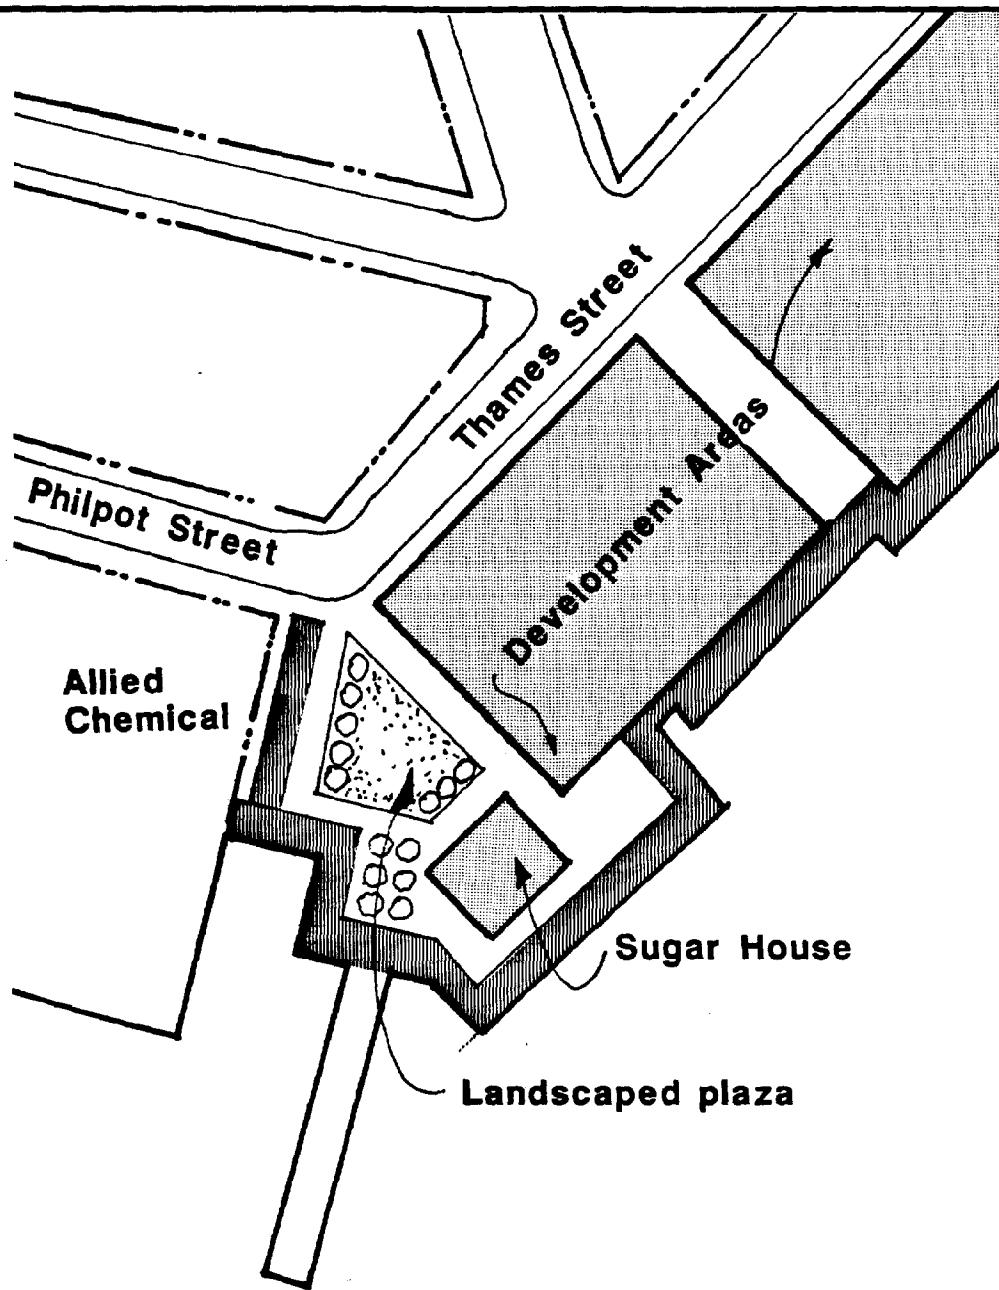 Thames Street
Philpot Street
Development Areas
Allied
Chemical
Sugar House
Landscaped plaza